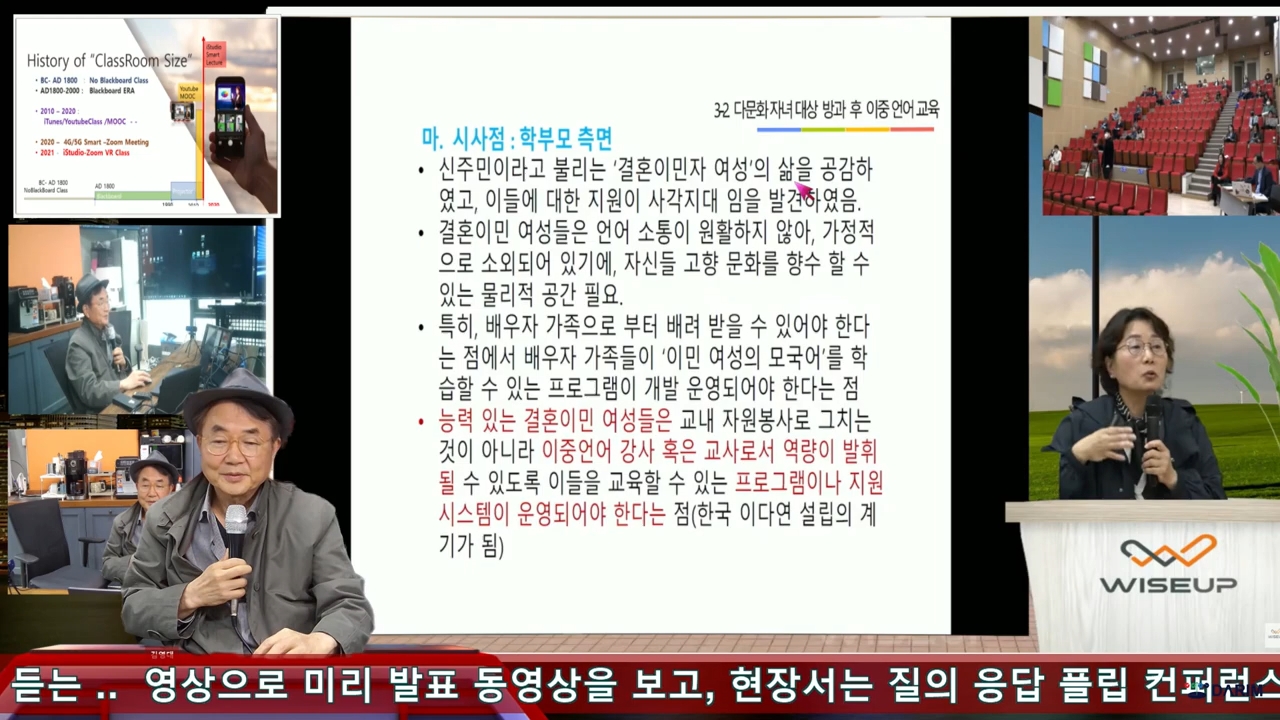 History of "ClassRoom Size"
• BC- AD 1800 : No Blackboard Class
• AD1800-2000 : Blackboard ERA
• 2010 – 2020 :
iTunes/YoutubeClass /MOOC - -
• 2020 – 4G/5G Smart –Zoom Meeting
• 2021 - iStudio-Zoom VR Class
iStudio
Smart
Lecture
Youtube
MOOC
BC- AD 1800
NoBlackBoard Class
AD 1800
Blackboard
3-2 다문화 자녀 대상 방과 후 이중 언어 교육
마. 시사점 : 학부모 측면
• 신주민이라고 불리는 '결혼이민자 여성'의 삶을 공감하
였고, 이들에 대한 지원이 사각지대 임을 발견하였음.
• 결혼이민 여성들은 언어 소통이 원활하지 않아, 가정적
으로 소외되어 있기에, 자신들 고향 문화를 향수 할 수
있는 물리적 공간 필요.
• 특히, 배우자 가족으로 부터 배려 받을 수 있어야 한다
는 점에서 배우자 가족들이 '이민 여성의 모국어'를 학
습할 수 있는 프로그램이 개발 운영되어야 한다는 점
• 능력 있는 결혼이민 여성들은 교내 자원봉사로 그치는
것이 아니라 이중언어 강사 혹은 교사로서 역량이 발휘
될 수 있도록 이들을 교육할 수 있는 프로그램이나 지원
시스템이 운영되어야 한다는 점(한국 이다연 설립의 계
기가 됨)
WISEUP
김영대
듣는 .. 영상으로 미리 발표 동영상을 보고, 현장서는 질의 응답 플립 컨퍼런스
DARIM